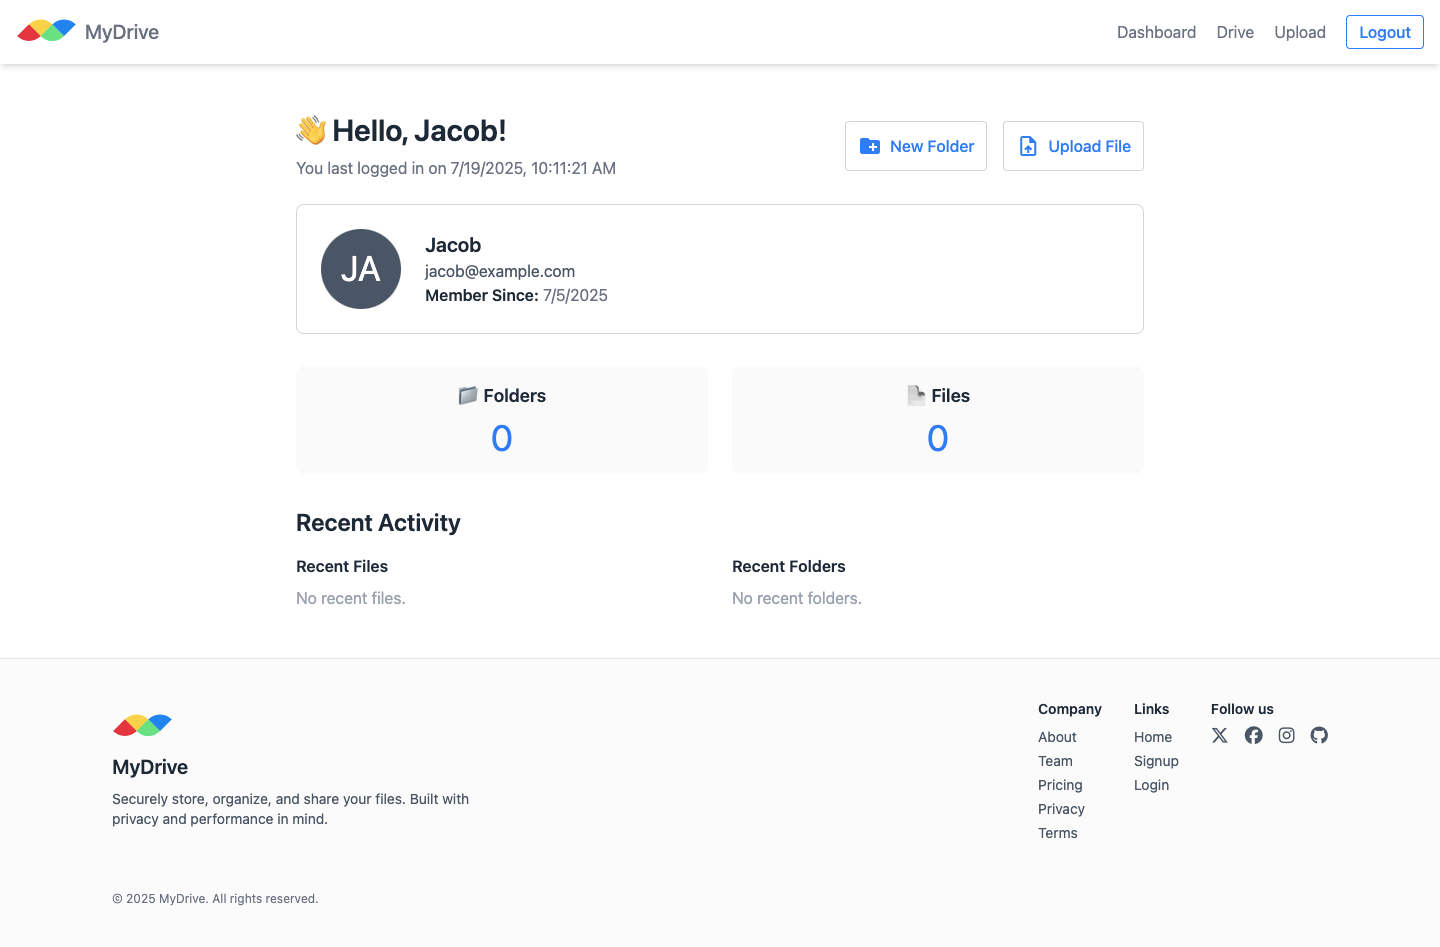 MyDrive
Dashboard Drive Upload Logout
👋 Hello, Jacob!
You last logged in on 7/19/2025, 10:11:21 AM
New Folder
Upload File
JA
Jacob
jacob@example.com
Member Since: 7/5/2025
Folders
0
Files
0
Recent Activity
Recent Files
No recent files.
Recent Folders
No recent folders.
MyDrive
Securely store, organize, and share your files. Built with
privacy and performance in mind.
Company
About
Team
Pricing
Privacy
Terms
Links
Home
Signup
Login
Follow us
© 2025 MyDrive. All rights reserved.